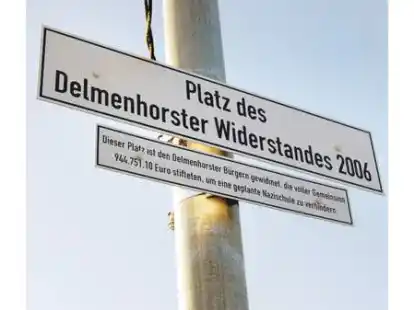 Platz des
Delmenhorster Widerstandes 2006
Dieser Platz ist den Delmenhorster Bürgern gewidmet, die voller Gemeinsinn
944.751,10 Euro stifteten, um eine geplante Nazischule zu verhindern.